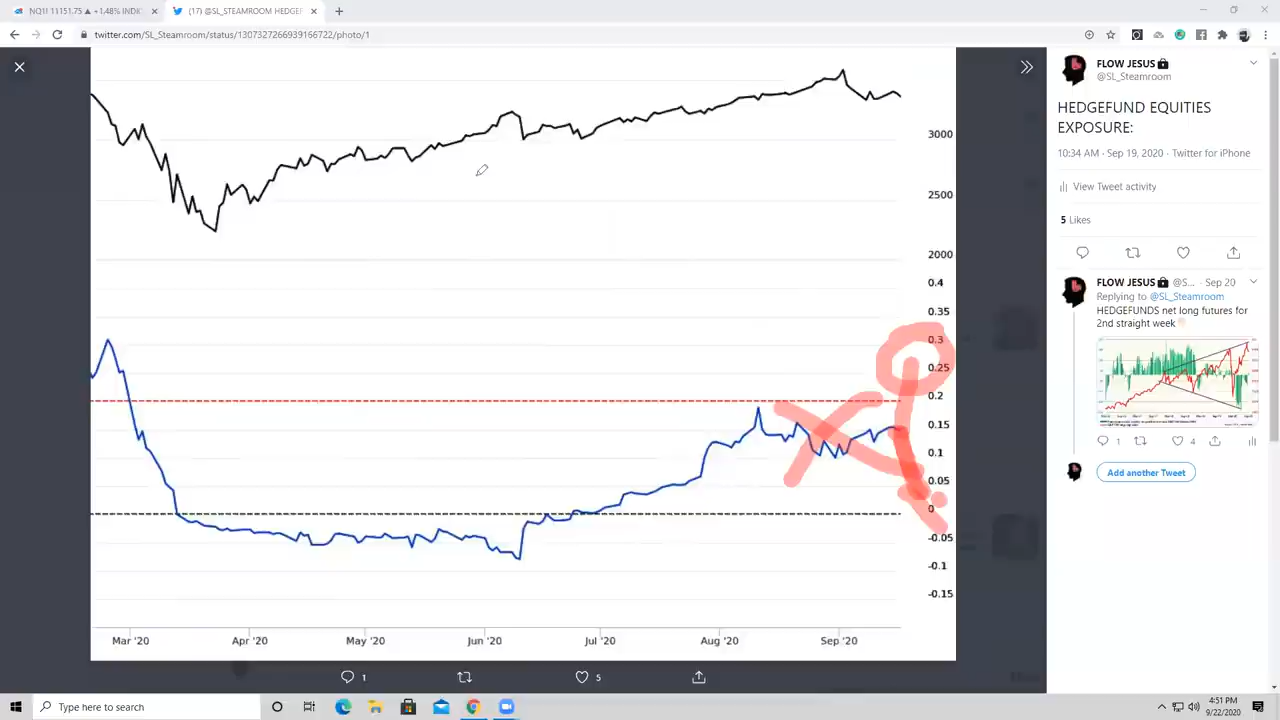 NQ1! 11151.75 ▲ +1.48% INDIC
(17) @SL_STEAMROOM HEDGEF
twitter.com/SL_Steamroom/status/1307327266939166722/photo/1
FLOW JESUS
@SL_Steamroom
HEDGEFUND EQUITIES
EXPOSURE:
10:34 AM · Sep 19, 2020 · Twitter for iPhone
View Tweet activity
5 Likes
FLOW JESUS @S... · Sep 20
Replying to @SL_Steamroom
HEDGEFUNDS net long futures for
2nd straight week
1
4
Add another Tweet
3000
2500
2000
0.4
0.35
0.3
0.25
0.2
0.15
0.1
0.05
0
-0.05
-0.1
-0.15
Mar '20
Apr '20
May '20
Jun '20
Jul '20
Aug '20
Sep '20
1
5
Type here to search
4:51 PM
9/22/2020